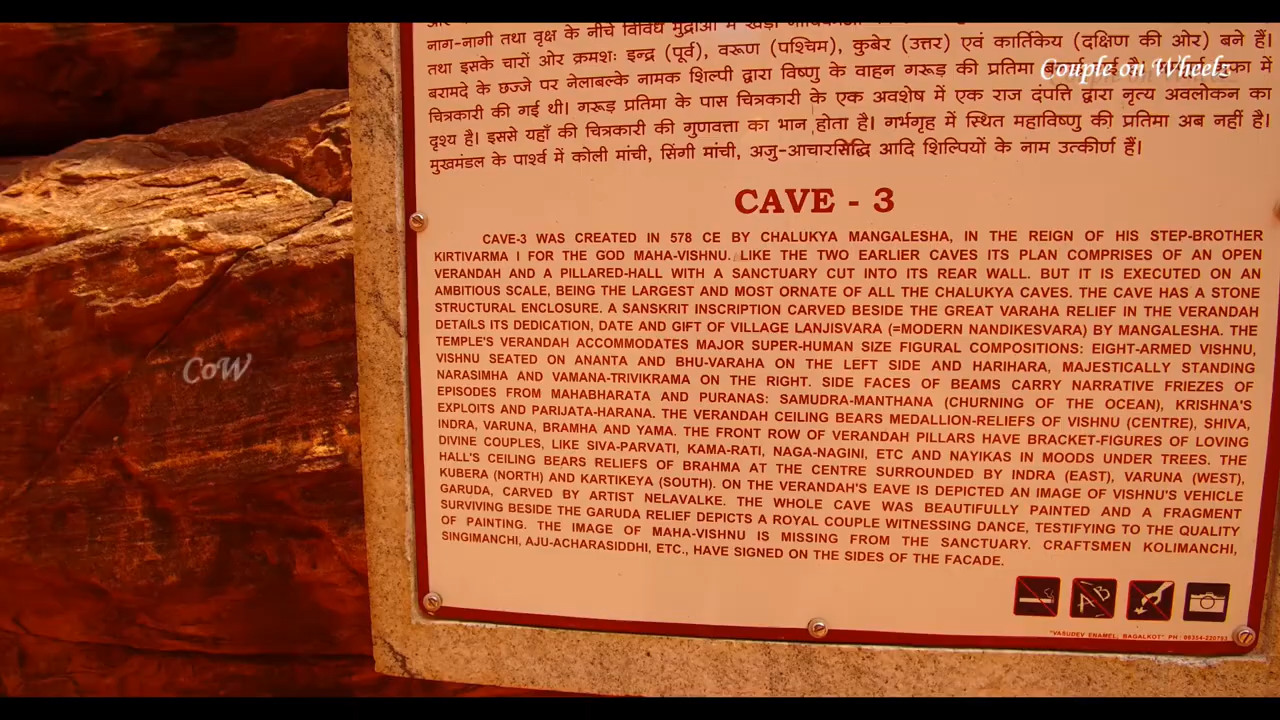 नाग-नागी तथा वृक्ष के नीचे विविध मुद्राओं में खड़ी
तथा इसके चारों ओर क्रमशः इन्द्र (पूर्व), वरूण (पश्चिम), कुबेर (उत्तर) एवं कार्तिकेय (दक्षिण की ओर) बने हैं।
बरामदे के छज्जे पर नेलाबल्के नामक शिल्पी द्वारा विष्णु के वाहन गरूड़ की प्रतिमा में
Couple on Wheelz
चित्रकारी की गई थी। गरूड़ प्रतिमा के पास चित्रकारी के एक अवशेष में एक राज दंपत्ति द्वारा नृत्य अवलोकन का
दृश्य है। इससे यहाँ की चित्रकारी की गुणवत्ता का भान होता है। गर्भगृह में स्थित महाविष्णु की प्रतिमा अब नहीं है।
मुखमंडल के पार्श्व में कोली मांची, सिंगी मांची, अजु-आचारसिद्धि आदि शिल्पियों के नाम उत्कीर्ण हैं।
CAVE - 3
CAVE-3 WAS CREATED IN 578 CE BY CHALUKYA MANGALESHA, IN THE REIGN OF HIS STEP-BROTHER
KIRTIVARMA I FOR THE GOD MAHA-VISHNU. LIKE THE TWO EARLIER CAVES ITS PLAN COMPRISES OF AN OPEN
VERANDAH AND A PILLARED-HALL WITH A SANCTUARY CUT INTO ITS REAR WALL. BUT IT IS EXECUTED ON AN
AMBITIOUS SCALE, BEING THE LARGEST AND MOST ORNATE OF ALL THE CHALUKYA CAVES. THE CAVE HAS A STONE
STRUCTURAL ENCLOSURE. A SANSKRIT INSCRIPTION CARVED BESIDE THE GREAT VARAHA RELIEF IN THE VERANDAH
DETAILS ITS DEDICATION, DATE AND GIFT OF VILLAGE LANJISVARA (=MODERN NANDIKESVARA) BY MANGALESHA. THE
TEMPLE'S VERANDAH ACCOMMODATES MAJOR SUPER-HUMAN SIZE FIGURAL COMPOSITIONS: EIGHT-ARMED VISHNU,
VISHNU SEATED ON ANANTA AND BHU-VARAHA ON THE LEFT SIDE AND HARIHARA, MAJESTICALLY STANDING
NARASIMHA AND VAMANA-TRIVIKRAMA ON THE RIGHT. SIDE FACES OF BEAMS CARRY NARRATIVE FRIEZES OF
EPISODES FROM MAHABHARATA AND PURANAS: SAMUDRA-MANTHANA (CHURNING OF THE OCEAN), KRISHNA'S
EXPLOITS AND PARIJATA-HARANA. THE VERANDAH CEILING BEARS MEDALLION-RELIEFS OF VISHNU (CENTRE), SHIVA,
INDRA, VARUNA, BRAMHA AND YAMA. THE FRONT ROW OF VERANDAH PILLARS HAVE BRACKET-FIGURES OF LOVING
DIVINE COUPLES, LIKE SIVA-PARVATI, KAMA-RATI, NAGA-NAGINI, ETC AND NAYIKAS IN MOODS UNDER TREES. THE
HALL'S CEILING BEARS RELIEFS OF BRAHMA AT THE CENTRE SURROUNDED BY INDRA (EAST), VARUNA (WEST),
KUBERA (NORTH) AND KARTIKEYA (SOUTH). ON THE VERANDAH'S EAVE IS DEPICTED AN IMAGE OF VISHNU'S VEHICLE
GARUDA, CARVED BY ARTIST NELAVALKE. THE WHOLE CAVE WAS BEAUTIFULLY PAINTED AND A FRAGMENT
SURVIVING BESIDE THE GARUDA RELIEF DEPICTS A ROYAL COUPLE WITNESSING DANCE, TESTIFYING TO THE QUALITY
OF PAINTING. THE IMAGE OF MAHA-VISHNU IS MISSING FROM THE SANCTUARY. CRAFTSMEN KOLIMANCHI,
SINGIMANCHI, AJU-ACHARASIDDHI, ETC., HAVE SIGNED ON THE SIDES OF THE FACADE.
CoW
A B
"VASUDEV ENAMEL, BAGALKOT" PH : 08354-220793